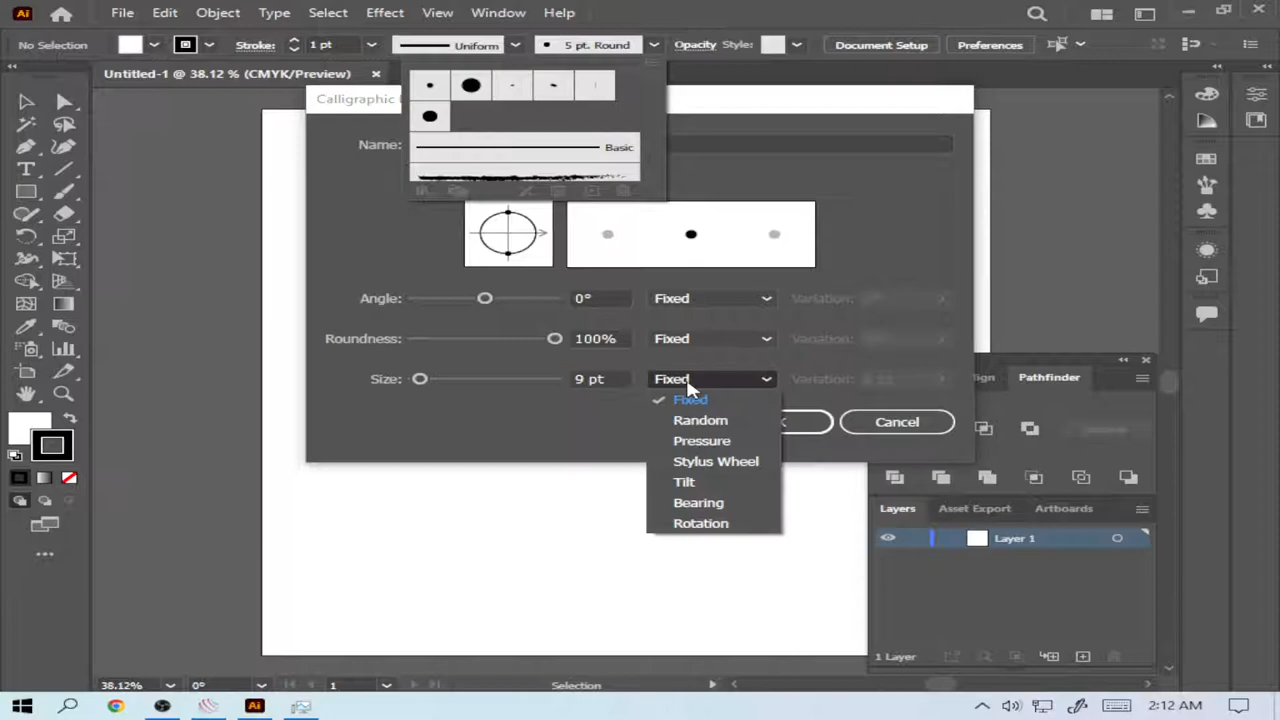 Ai File Edit Object Type Select Effect View Window Help
No Selection Stroke: 1 pt Uniform 5 pt. Round Opacity Style: Document Setup Preferences
Untitled-1 @ 38.12 % (CMYK/Preview)
Calligraphic
Name:
Basic
Angle: 0° Fixed Variation:
Roundness: 100% Fixed Variation:
Size: 9 pt Fixed Variation:
Fixed
Random
Pressure
Stylus Wheel
Tilt
Bearing
Rotation
K Cancel
ign Pathfinder
Layers Asset Export Artboards
Layer 1
1 Layer
38.12% 0° 1 Selection
Ai 2:12 AM